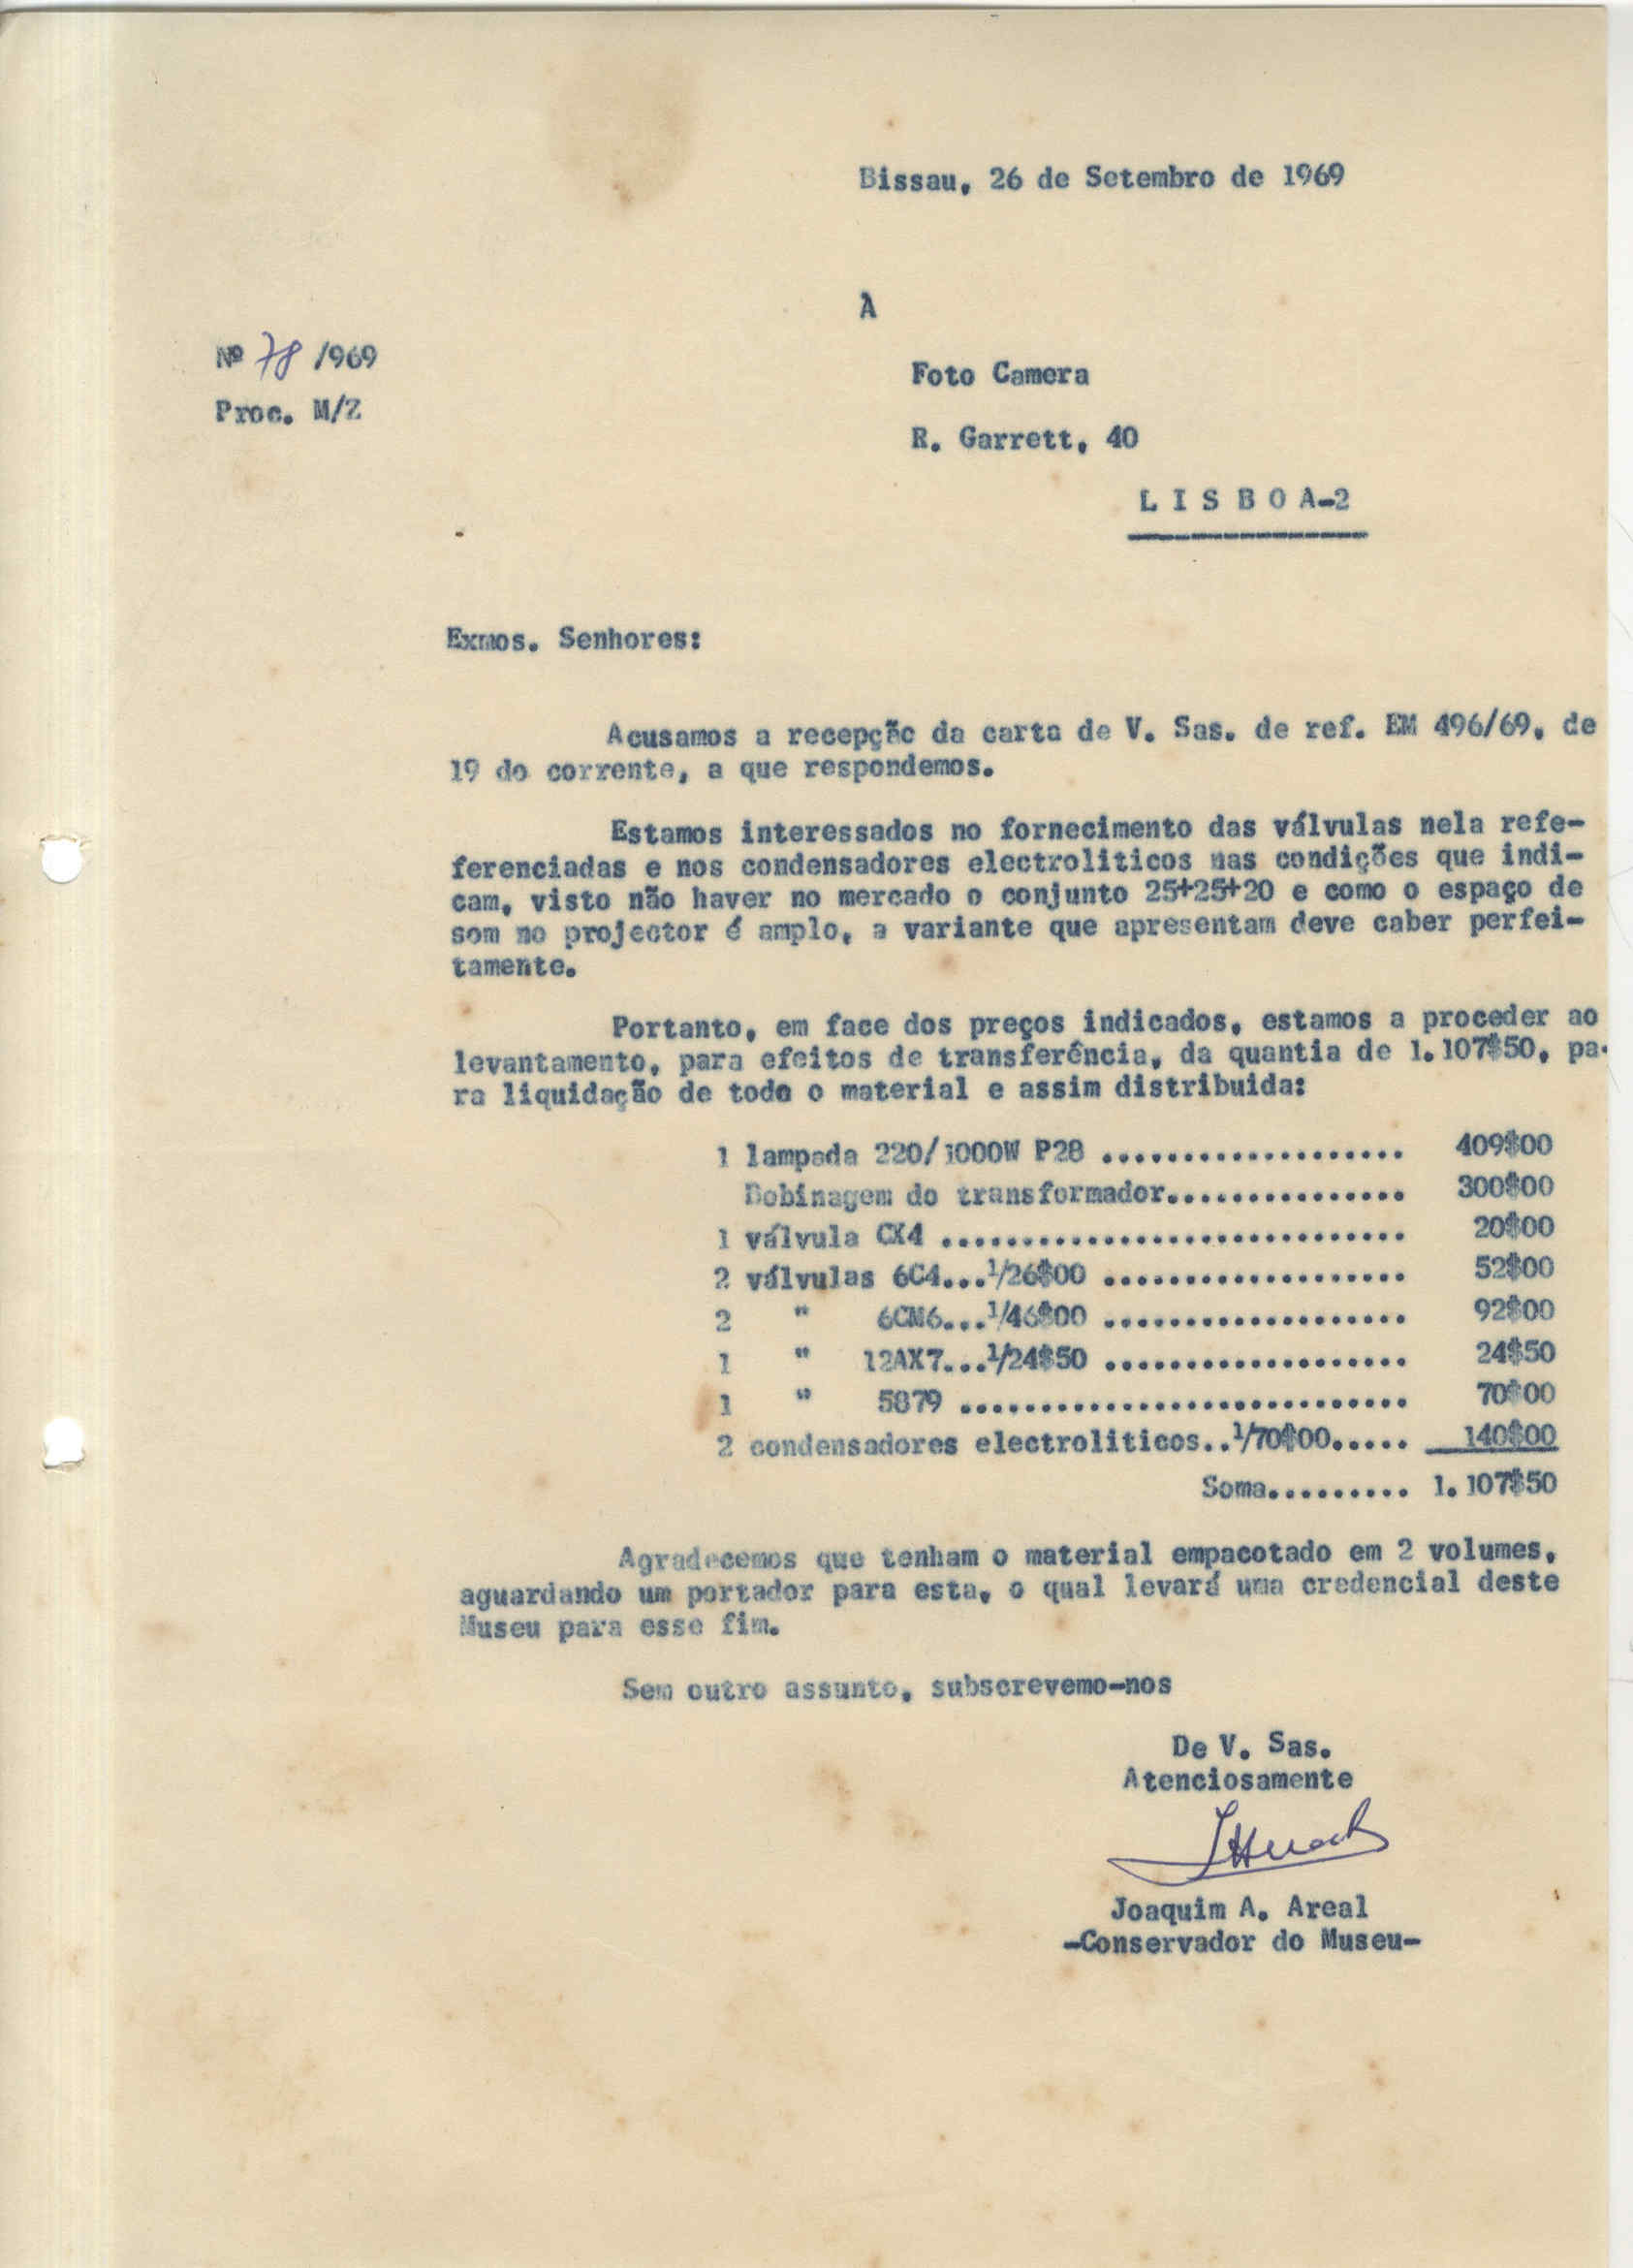 Bissau, 26 de Setembro de 1969
A
Nº 78 /969
Foto Camera
Proc. M/Z
R. Garrett, 40
L I S B O A-2
Exmos. Senhores:
Acusamos a recepção da carta de V. Sas. de ref. EM 496/69, de
19 do corrente, a que respondemos.
Estamos interessados no fornecimento das válvulas nela refe-
ferenciadas e nos condensadores electroliticos nas condições que indi-
cam, visto não haver no mercado o conjunto 25+25+20 e como o espaço de
som no projector é amplo, a variante que apresentam deve caber perfei-
tamente.
Portanto, em face dos preços indicados, estamos a proceder ao
levantamento, para efeitos de transferência, da quantia de 1.107$50, pa-
ra liquidação de todo o material e assim distribuida:
1 lampada 220/1000W P28 ................... 409$00
Bobinagem do transformador............... 300$00
1 válvula CX4 ............................. 20$00
2 válvulas 6C4...1/26$00 ................... 52$00
2 " 6CM6...1/46$00 ................... 92$00
1 " 12AX7...1/24$50 ................... 24$50
1 " 5879 ............................ 70$00
2 condensadores electroliticos..1/70$00..... 140$00
Soma......... 1.107$50
Agradecemos que tenham o material empacotado em 2 volumes,
aguardando um portador para esta, o qual levará uma credencial deste
Museu para esse fim.
Sem outro assunto, subscrevemo-nos
De V. Sas.
Atenciosamente
Joaquim A. Areal
-Conservador do Museu-